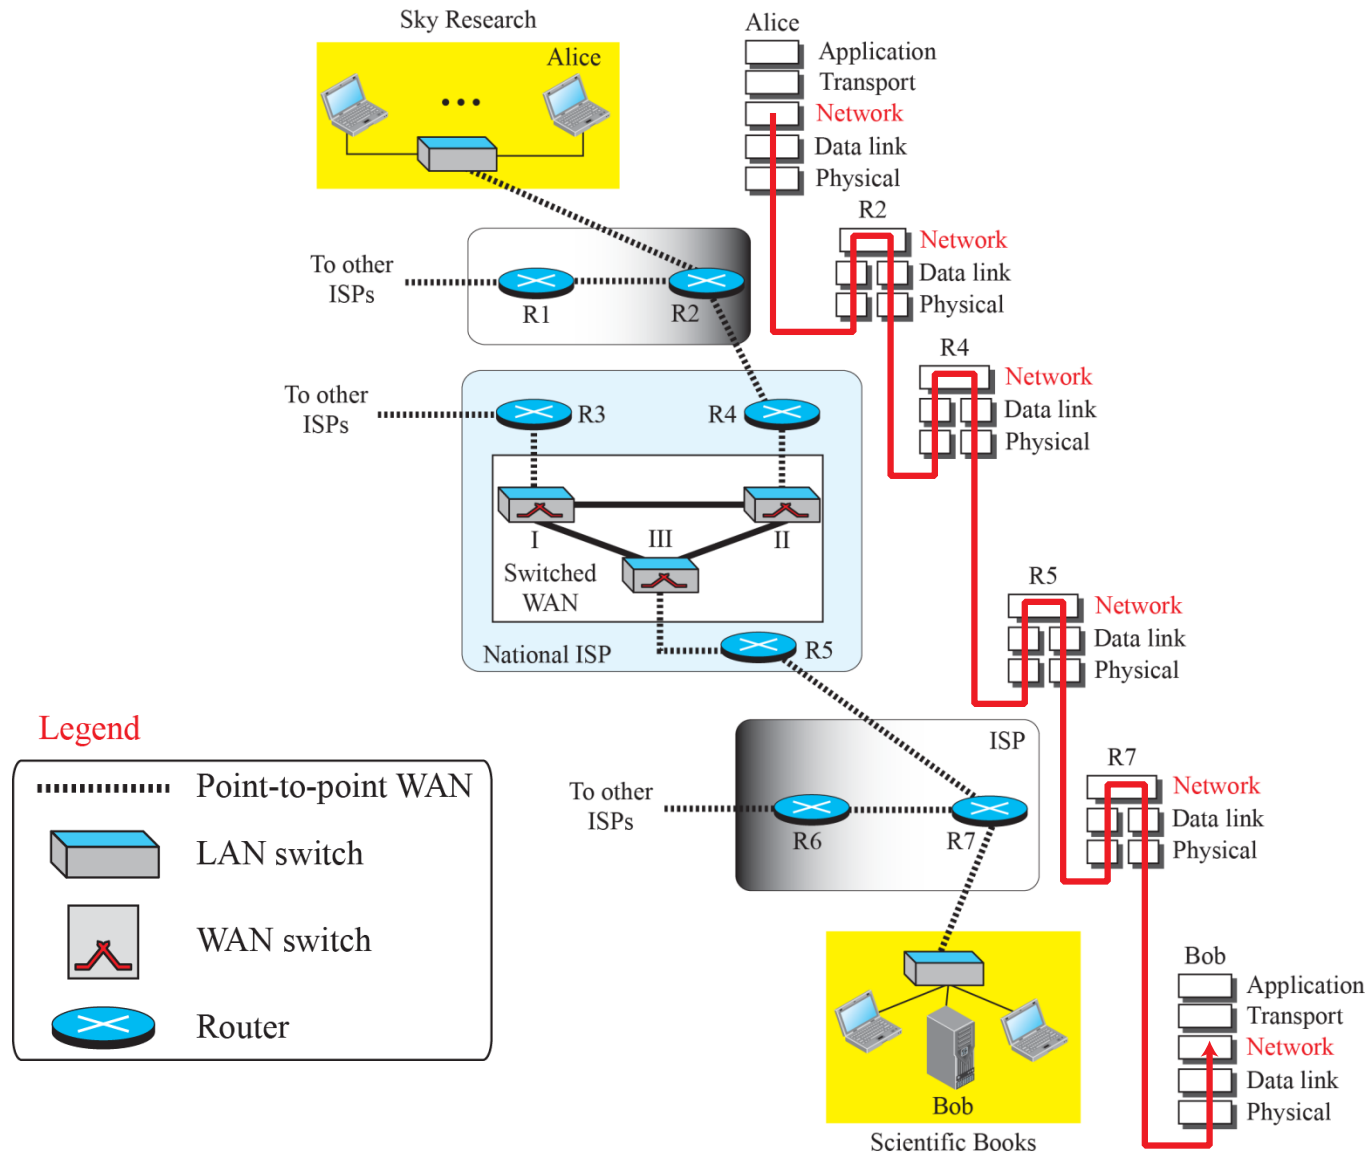 Sky Research
Alice
Alice
Application
Transport
Network
Data link
Physical
R2
Network
Data link
Physical
To other
ISPs
R1
R2
R4
Network
Data link
Physical
To other
ISPs
R3
R4
I
III
II
Switched
WAN
National ISP
R5
R5
Network
Data link
Physical
Legend
Point-to-point WAN
LAN switch
WAN switch
Router
ISP
To other
ISPs
R6
R7
R7
Network
Data link
Physical
Bob
Scientific Books
Bob
Application
Transport
Network
Data link
Physical